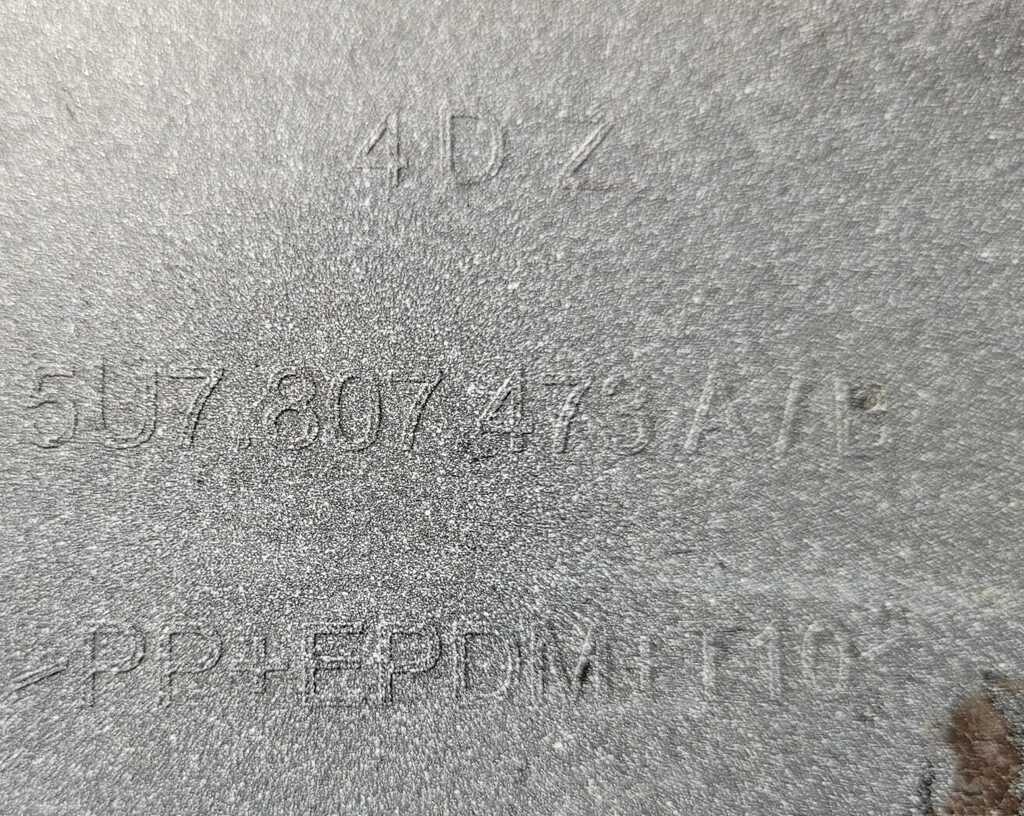 4DZ
5U7.807.473 A / B
>PP+EPDM+T10<